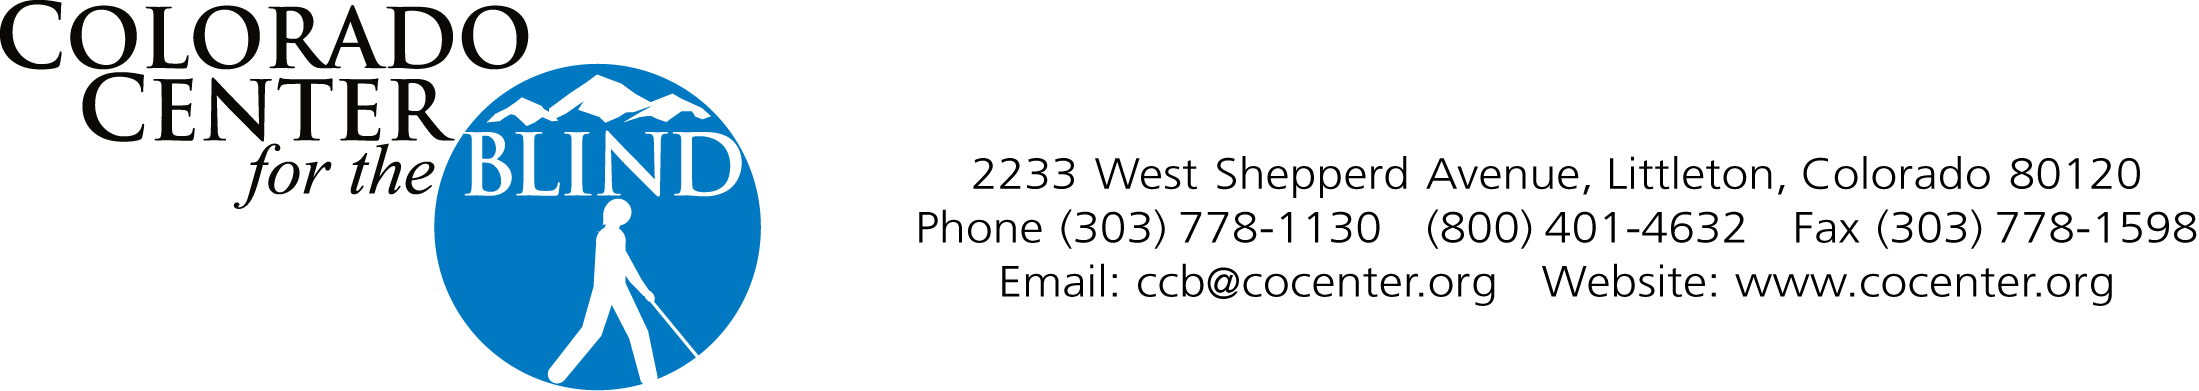 COLORADO
CENTER
for the BLIND
2233 West Shepperd Avenue, Littleton, Colorado 80120
Phone (303) 778-1130 (800) 401-4632 Fax (303) 778-1598
Email: ccb@cocenter.org Website: www.cocenter.org